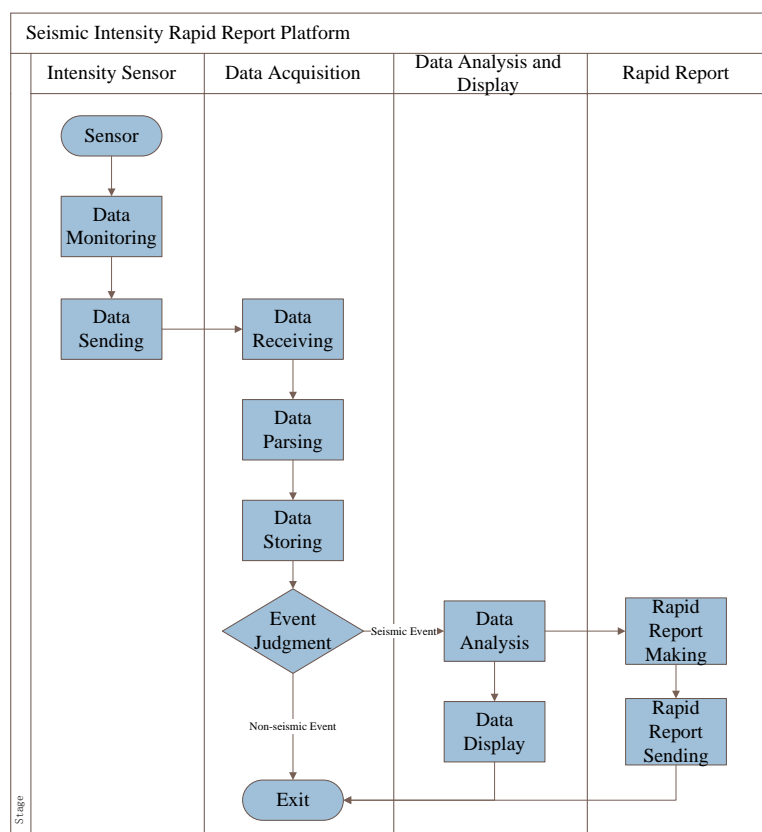 Seismic Intensity Rapid Report Platform
Intensity Sensor
Data Acquisition
Data Analysis and
Display
Rapid Report
Sensor
Data
Monitoring
Data
Sending
Data
Receiving
Data
Parsing
Data
Storing
Event
Judgment
Seismic Event
Data
Analysis
Rapid
Report
Making
Non-seismic Event
Data
Display
Rapid
Report
Sending
Exit
Stage